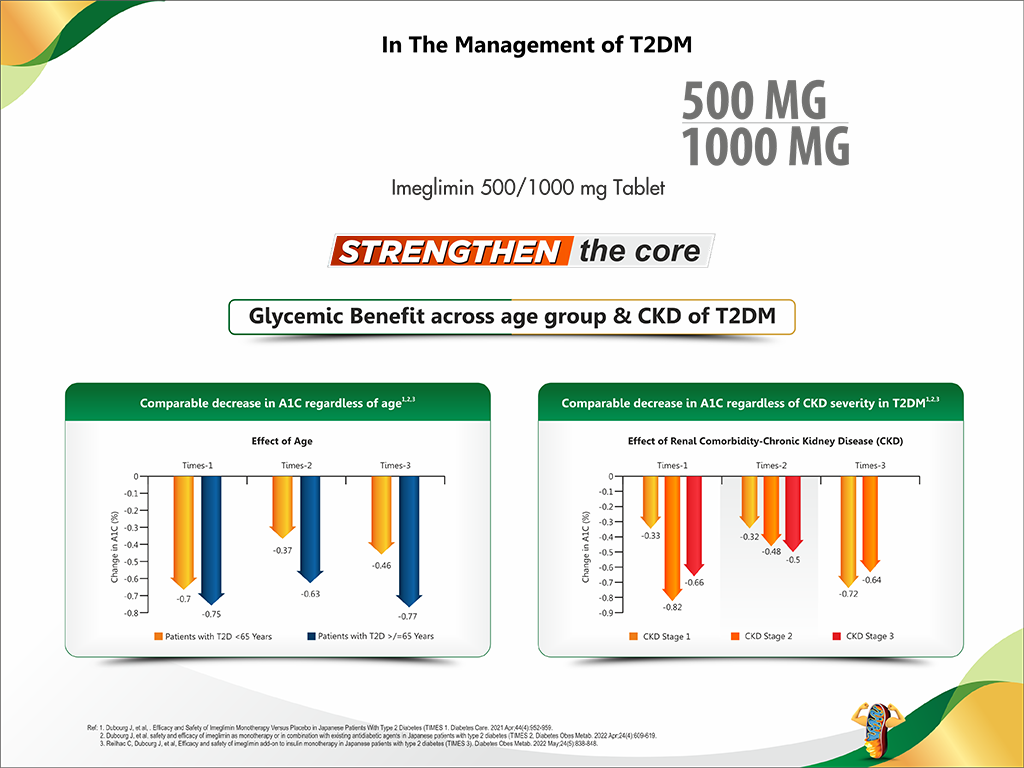 In The Management of T2DM
500 MG
1000 MG
Imeglimin 500/1000 mg Tablet
STRENGTHEN the core
Glycemic Benefit across age group & CKD of T2DM
Comparable decrease in A1C regardless of age1,2,3
Effect of Age
Times-1 Times-2 Times-3
Change in A1C (%)
0
-0.1
-0.2
-0.3
-0.4
-0.5
-0.6
-0.7
-0.8
-0.7
-0.75
-0.37
-0.63
-0.46
-0.77
Patients with T2D <65 Years Patients with T2D >/=65 Years
Comparable decrease in A1C regardless of CKD severity in T2DM1,2,3
Effect of Renal Comorbidity-Chronic Kidney Disease (CKD)
Times-1 Times-2 Times-3
Change in A1C (%)
0
-0.1
-0.2
-0.3
-0.4
-0.5
-0.6
-0.7
-0.8
-0.9
-0.33
-0.82
-0.66
-0.32
-0.48
-0.5
-0.72
-0.64
CKD Stage 1 CKD Stage 2 CKD Stage 3
Ref: 1. Dubourg J, et al, . Efficacy and Safety of Imeglimin Monotherapy Versus Placebo in Japanese Patients With Type 2 Diabetes (TIMES 1. Diabetes Care. 2021 Apr;44(4):952-959.
2. Dubourg J, et al, safety and efficacy of imeglimin as monotherapy or in combination with existing antidiabetic agents in Japanese patients with type 2 diabetes (TIMES 2, Diabetes Obes Metab. 2022 Apr;24(4):609-619.
3. Reilhac C, Dubourg J, et al, Efficacy and safety of imeglimin add-on to insulin monotherapy in Japanese patients with type 2 diabetes (TIMES 3). Diabetes Obes Metab. 2022 May;24(5):838-848.